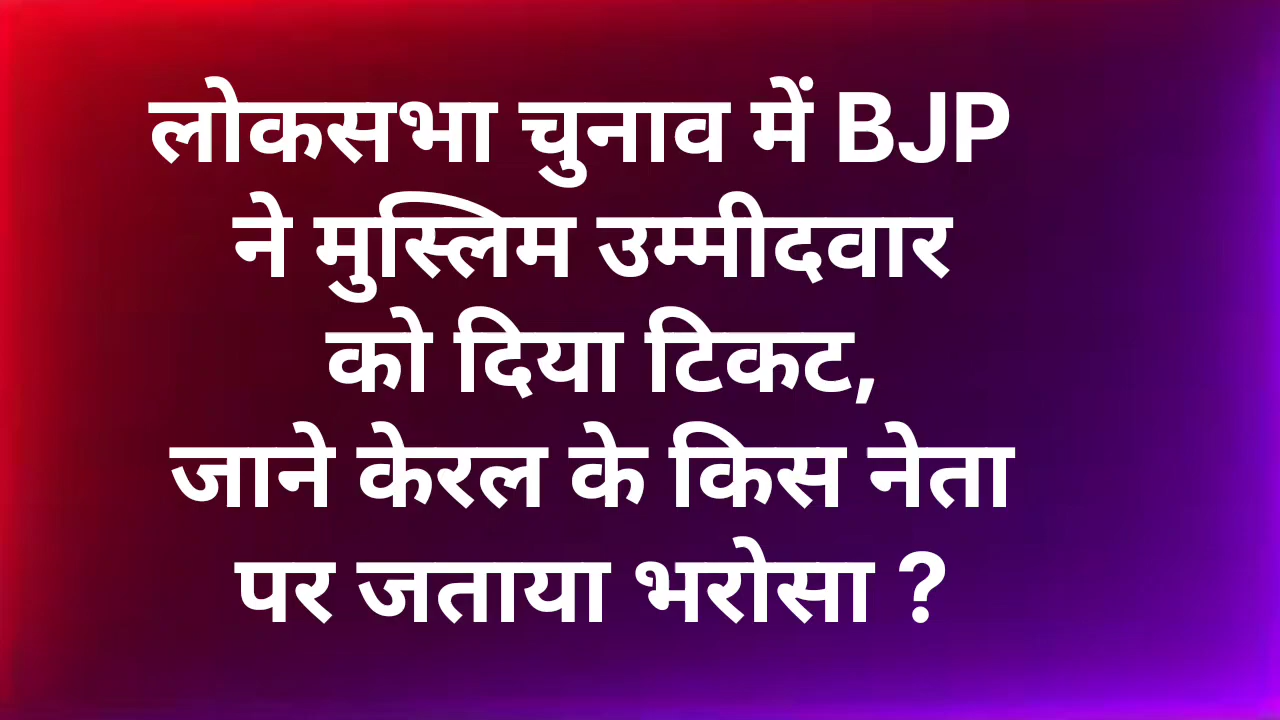 लोकसभा चुनाव में BJP
ने मुस्लिम उम्मीदवार
को दिया टिकट,
जाने केरल के किस नेता
पर जताया भरोसा ?